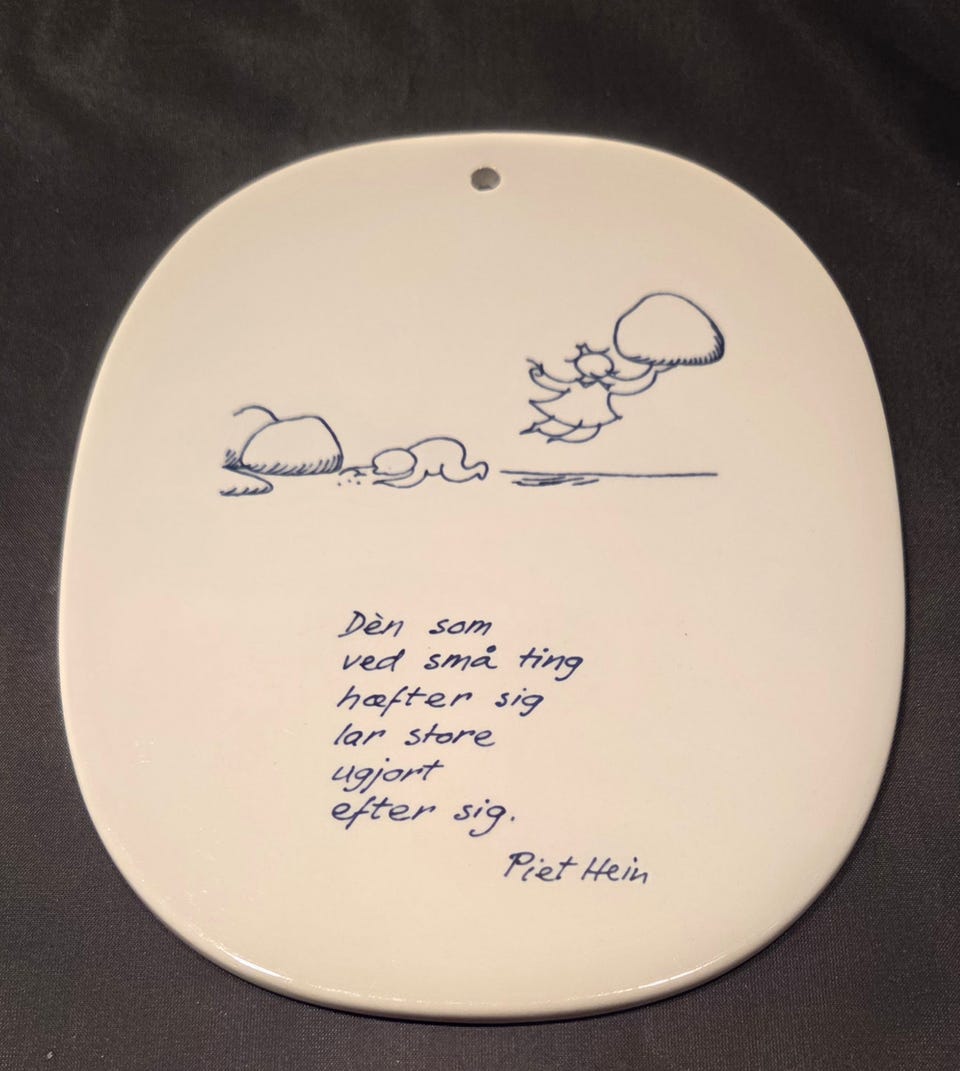 Dèn som
ved små ting
hæfter sig
lar store
ugjort
efter sig.
Piet Hein